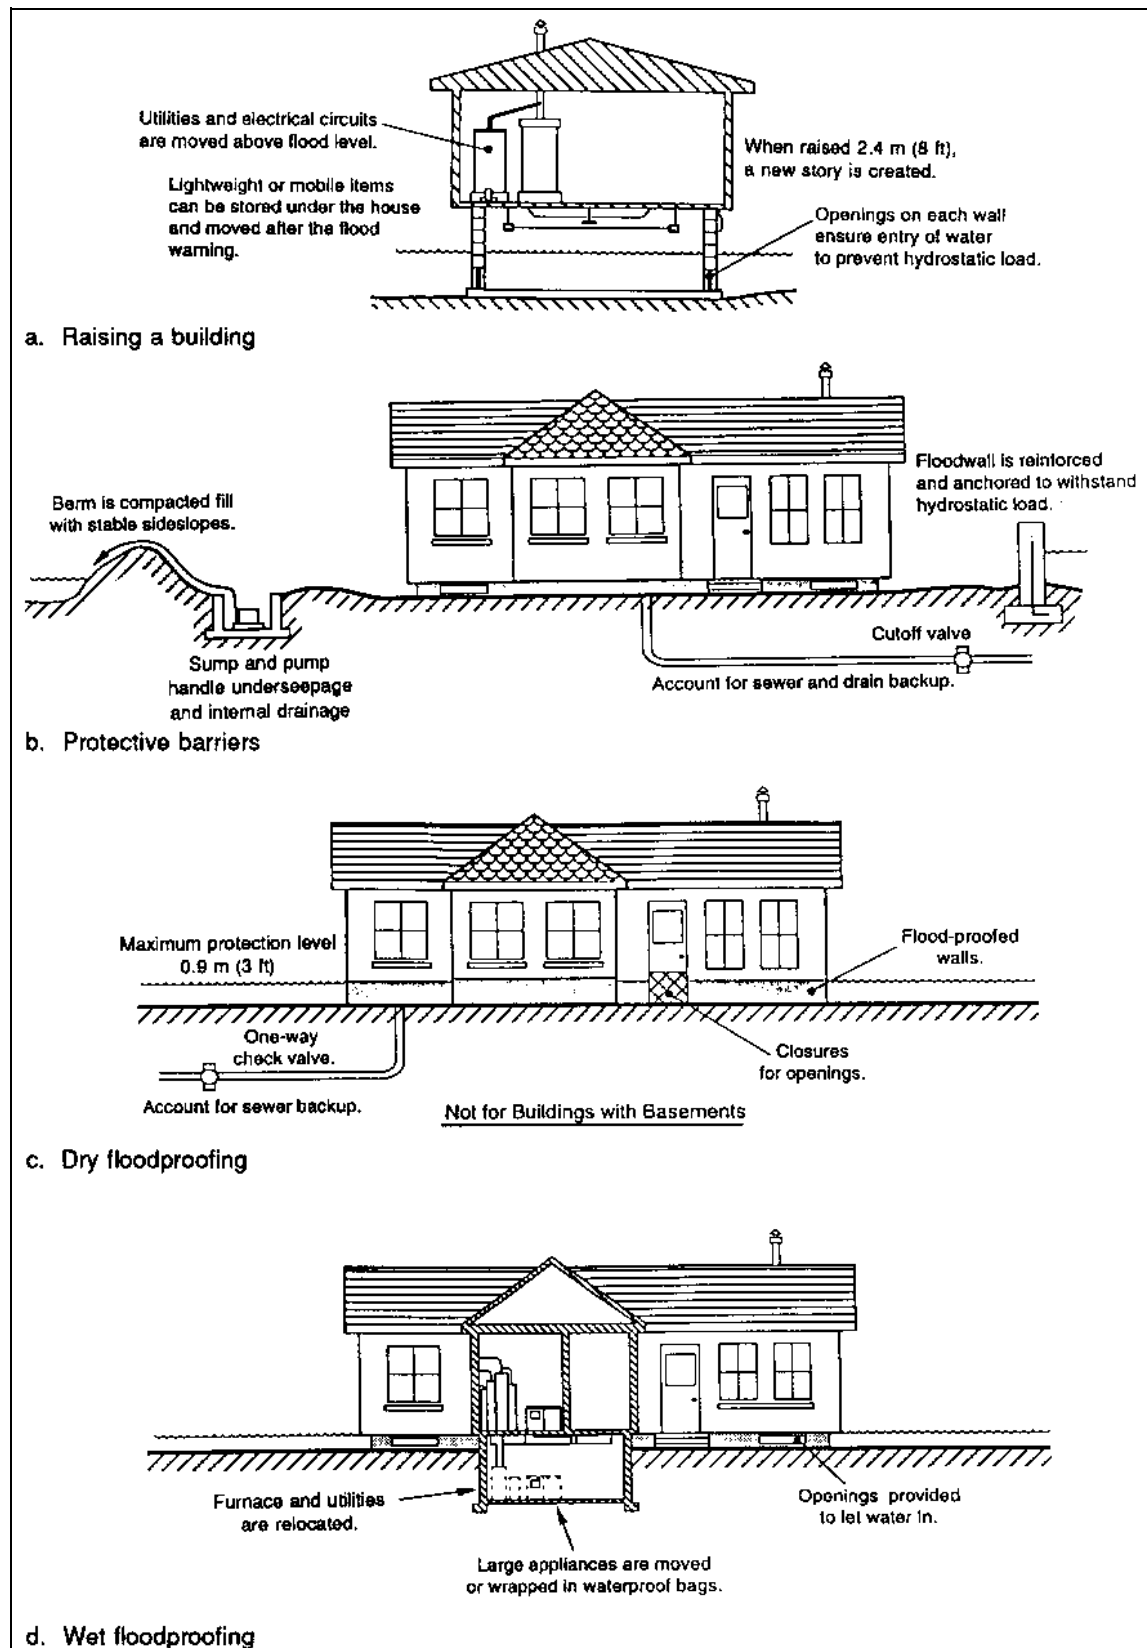 Utilities and electrical circuits
are moved above flood level.
Lightweight or mobile items
can be stored under the house
and moved after the flood
warning.
When raised 2.4 m (8 ft),
a new story is created.
Openings on each wall
ensure entry of water
to prevent hydrostatic load.
a. Raising a building
Berm is compacted fill
with stable sideslopes.
Floodwall is reinforced
and anchored to withstand
hydrostatic load.
Sump and pump
handle underseepage
and internal drainage
Cutoff valve
Account for sewer and drain backup.
b. Protective barriers
Maximum protection level
0.9 m (3 ft)
Flood-proofed
walls.
One-way
check valve.
Closures
for openings.
Account for sewer backup.
Not for Buildings with Basements
c. Dry floodproofing
Furnace and utilities
are relocated.
Openings provided
to let water in.
Large appliances are moved
or wrapped in waterproof bags.
d. Wet floodproofing